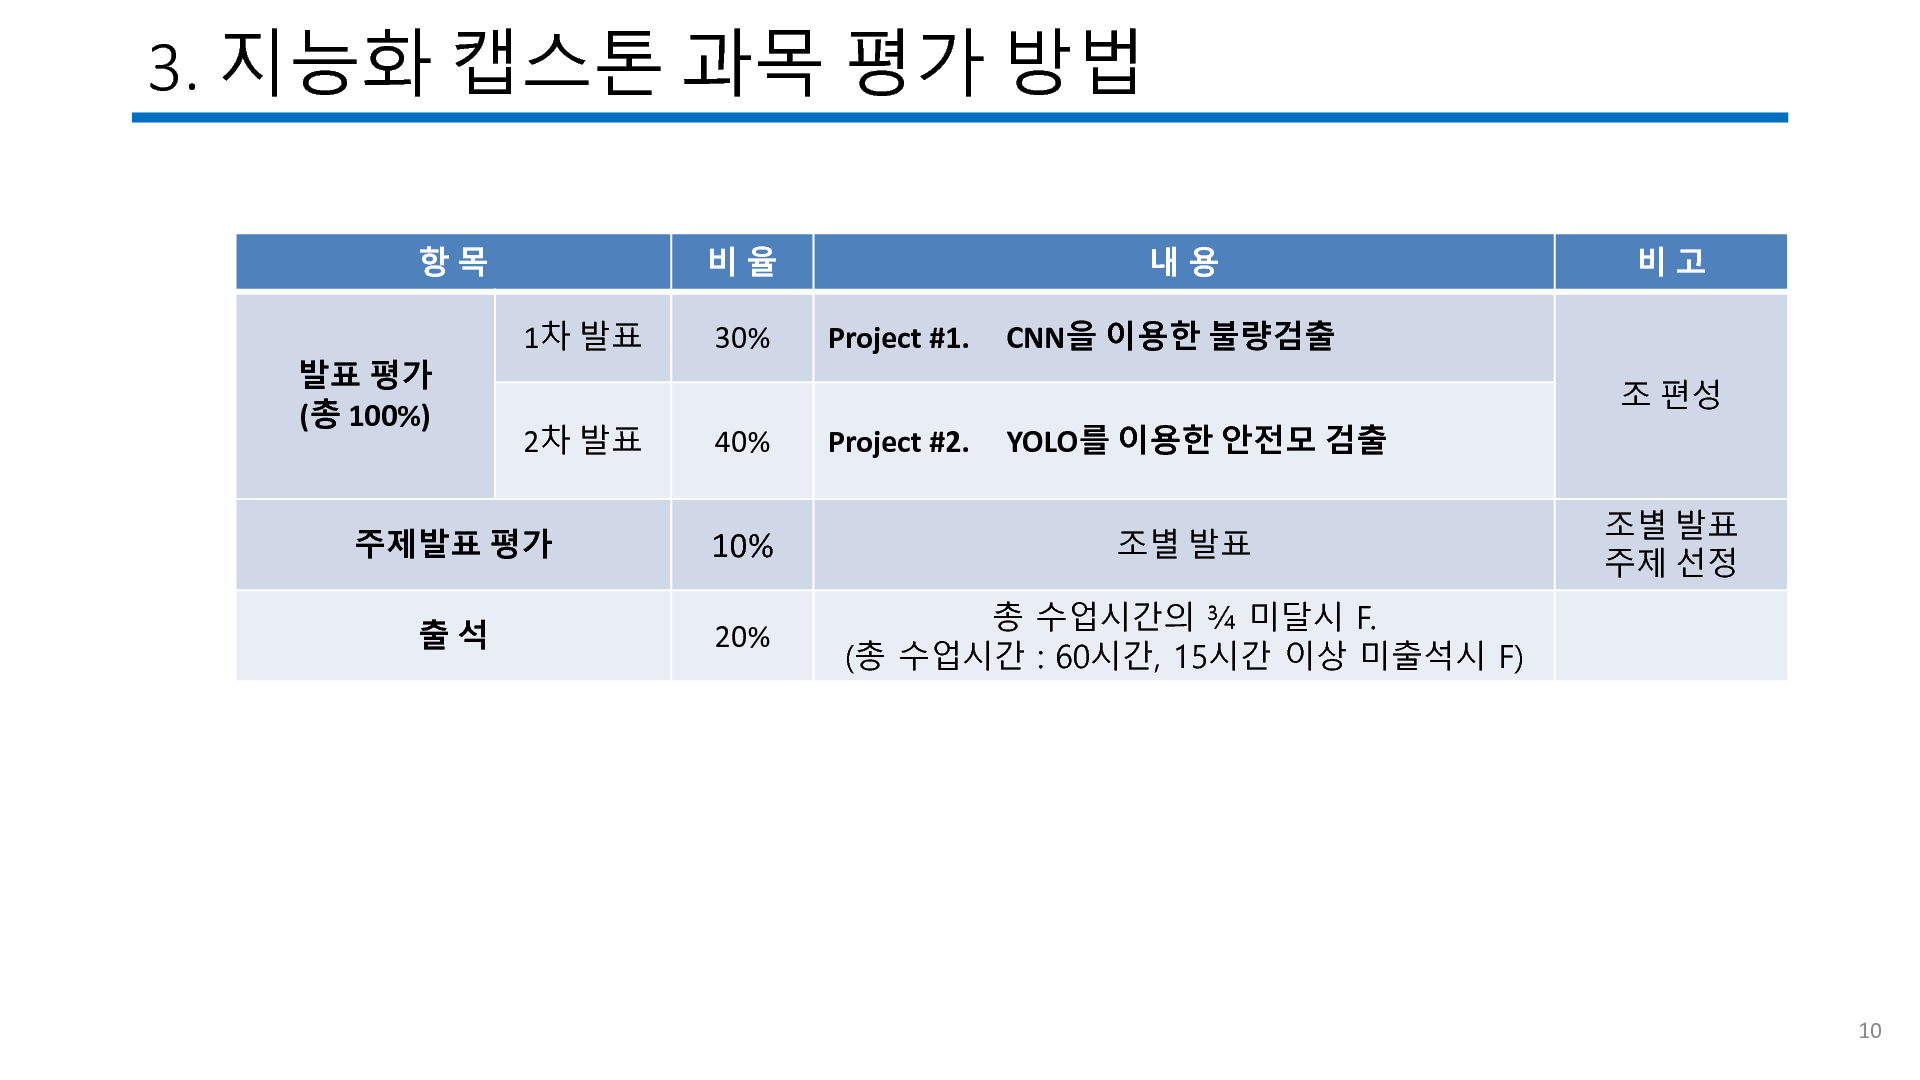 3. 지능화 캡스톤 과목 평가 방법
항 목
비 율
내 용
비 고
발표 평가
(총 100%)
1차 발표
30%
Project #1. CNN을 이용한 불량검출
조 편성
2차 발표
40%
Project #2. YOLO를 이용한 안전모 검출
주제발표 평가
10%
조별 발표
조별 발표
주제 선정
출 석
20%
총 수업시간의 ¾ 미달시 F.
(총 수업시간 : 60시간, 15시간 이상 미출석시 F)
10